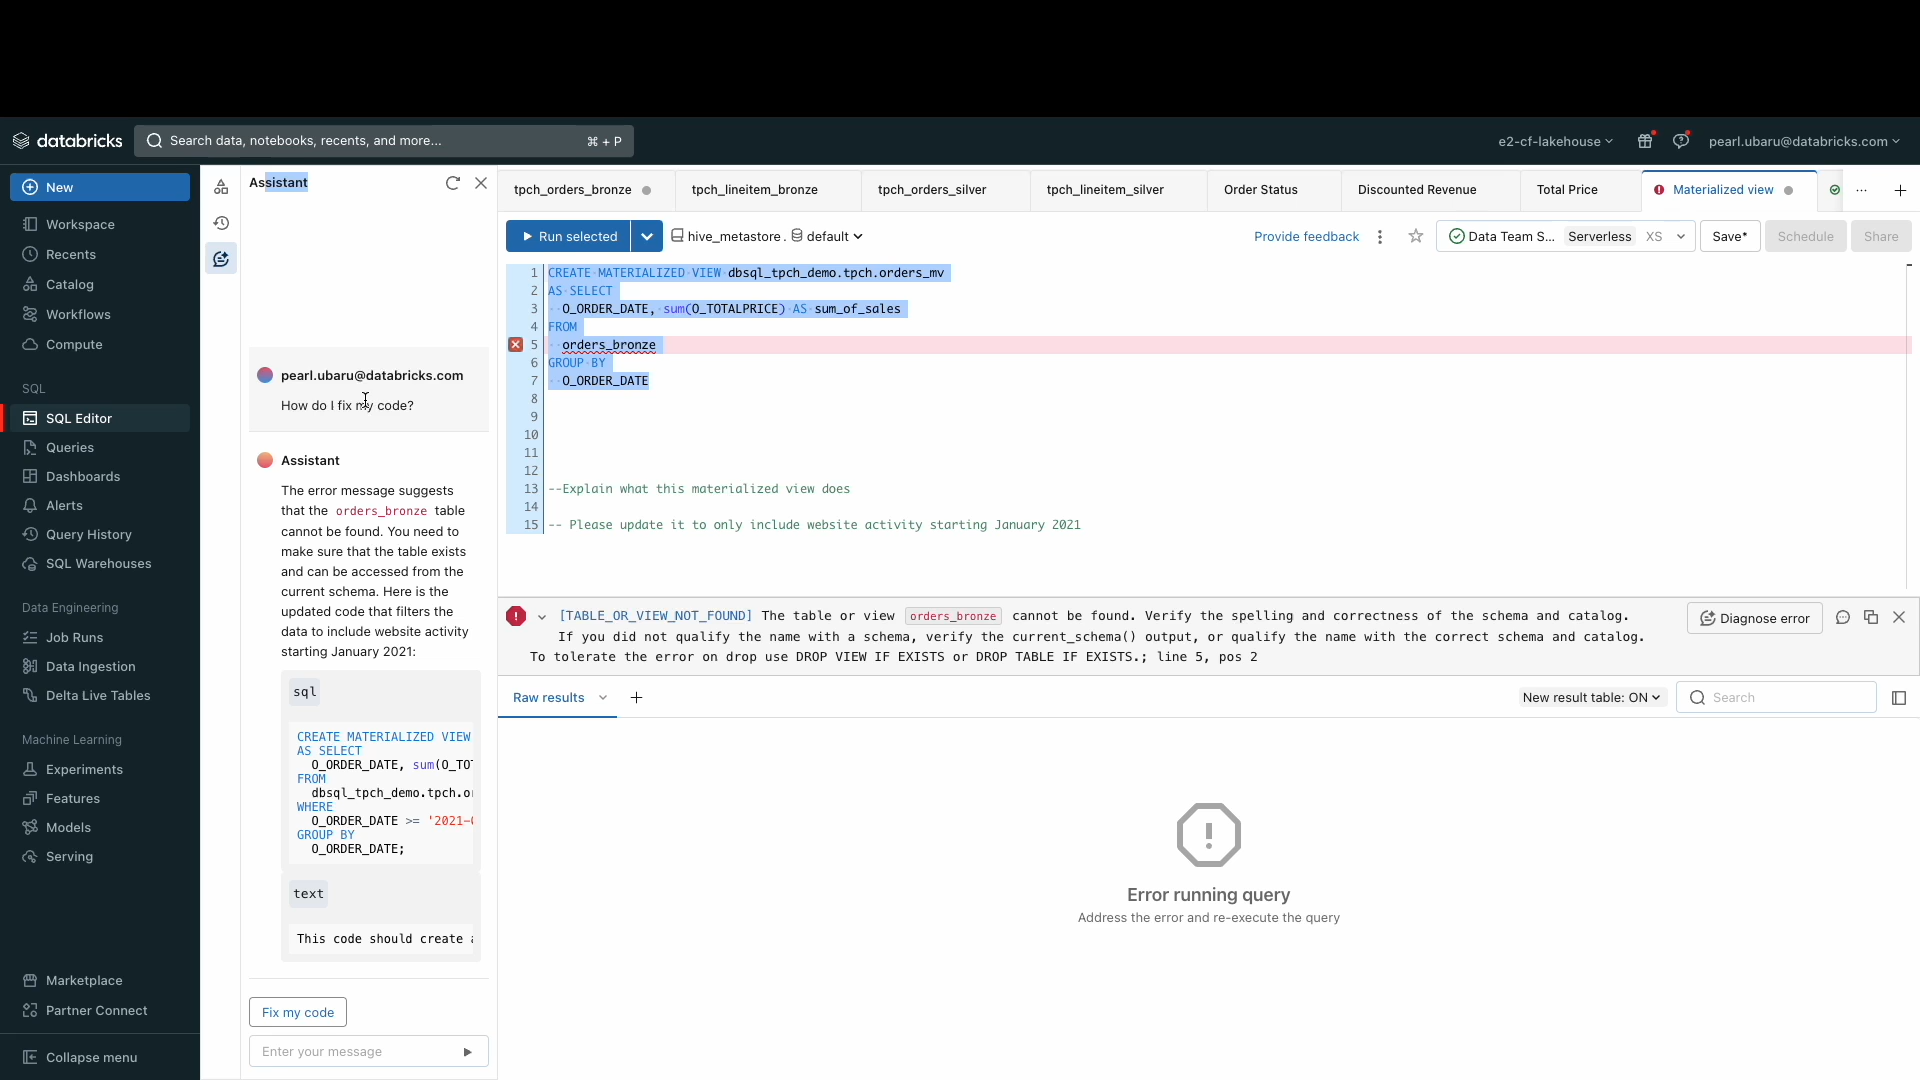 databricks
Search data, notebooks, recents, and more...
⌘ + P
e2-cf-lakehouse
pearl.ubaru@databricks.com
New
Workspace
Recents
Catalog
Workflows
Compute
SQL
SQL Editor
Queries
Dashboards
Alerts
Query History
SQL Warehouses
Data Engineering
Job Runs
Data Ingestion
Delta Live Tables
Machine Learning
Experiments
Features
Models
Serving
Marketplace
Partner Connect
Collapse menu
Assistant
pearl.ubaru@databricks.com
How do I fix my code?
Assistant
The error message suggests
that the orders_bronze table
cannot be found. You need to
make sure that the table exists
and can be accessed from the
current schema. Here is the
updated code that filters the
data to include website activity
starting January 2021:
sql
CREATE MATERIALIZED VIEW
AS SELECT
O_ORDER_DATE, sum(O_TOT
FROM
dbsql_tpch_demo.tpch.or
WHERE
O_ORDER_DATE >= '2021-0
GROUP BY
O_ORDER_DATE;
text
This code should create a
Fix my code
Enter your message
tpch_orders_bronze
tpch_lineitem_bronze
tpch_orders_silver
tpch_lineitem_silver
Order Status
Discounted Revenue
Total Price
Materialized view
Run selected
hive_metastore.
default
Provide feedback
Data Team S...
Serverless
XS
Save*
Schedule
Share
1 CREATE MATERIALIZED VIEW dbsql_tpch_demo.tpch.orders_mv
2 AS SELECT
3 O_ORDER_DATE, sum(O_TOTALPRICE) AS sum_of_sales
4 FROM
5 orders_bronze
6 GROUP BY
7 O_ORDER_DATE
8
9
10
11
12
13 --Explain what this materialized view does
14
15 -- Please update it to only include website activity starting January 2021
[TABLE_OR_VIEW_NOT_FOUND] The table or view orders_bronze cannot be found. Verify the spelling and correctness of the schema and catalog.
If you did not qualify the name with a schema, verify the current_schema() output, or qualify the name with the correct schema and catalog.
To tolerate the error on drop use DROP VIEW IF EXISTS or DROP TABLE IF EXISTS.; line 5, pos 2
Diagnose error
Raw results
New result table: ON
Search
Error running query
Address the error and re-execute the query